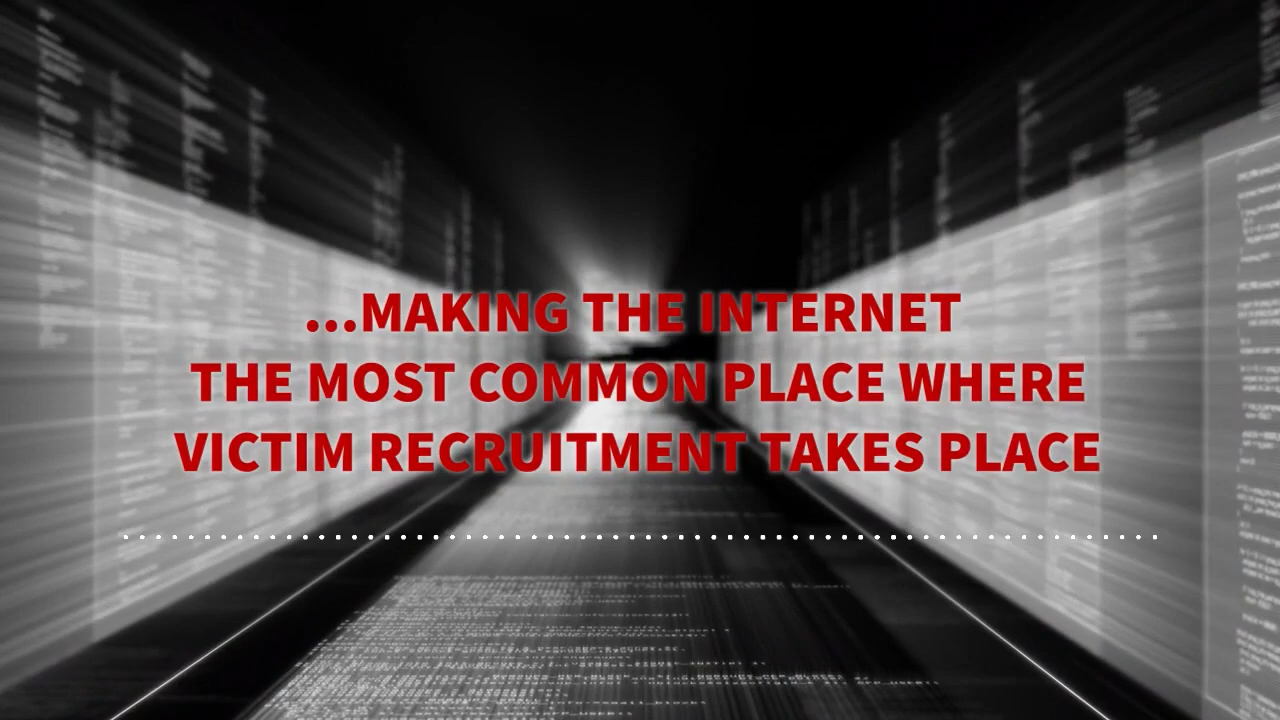 ...MAKING THE INTERNET
THE MOST COMMON PLACE WHERE
VICTIM RECRUITMENT TAKES PLACE